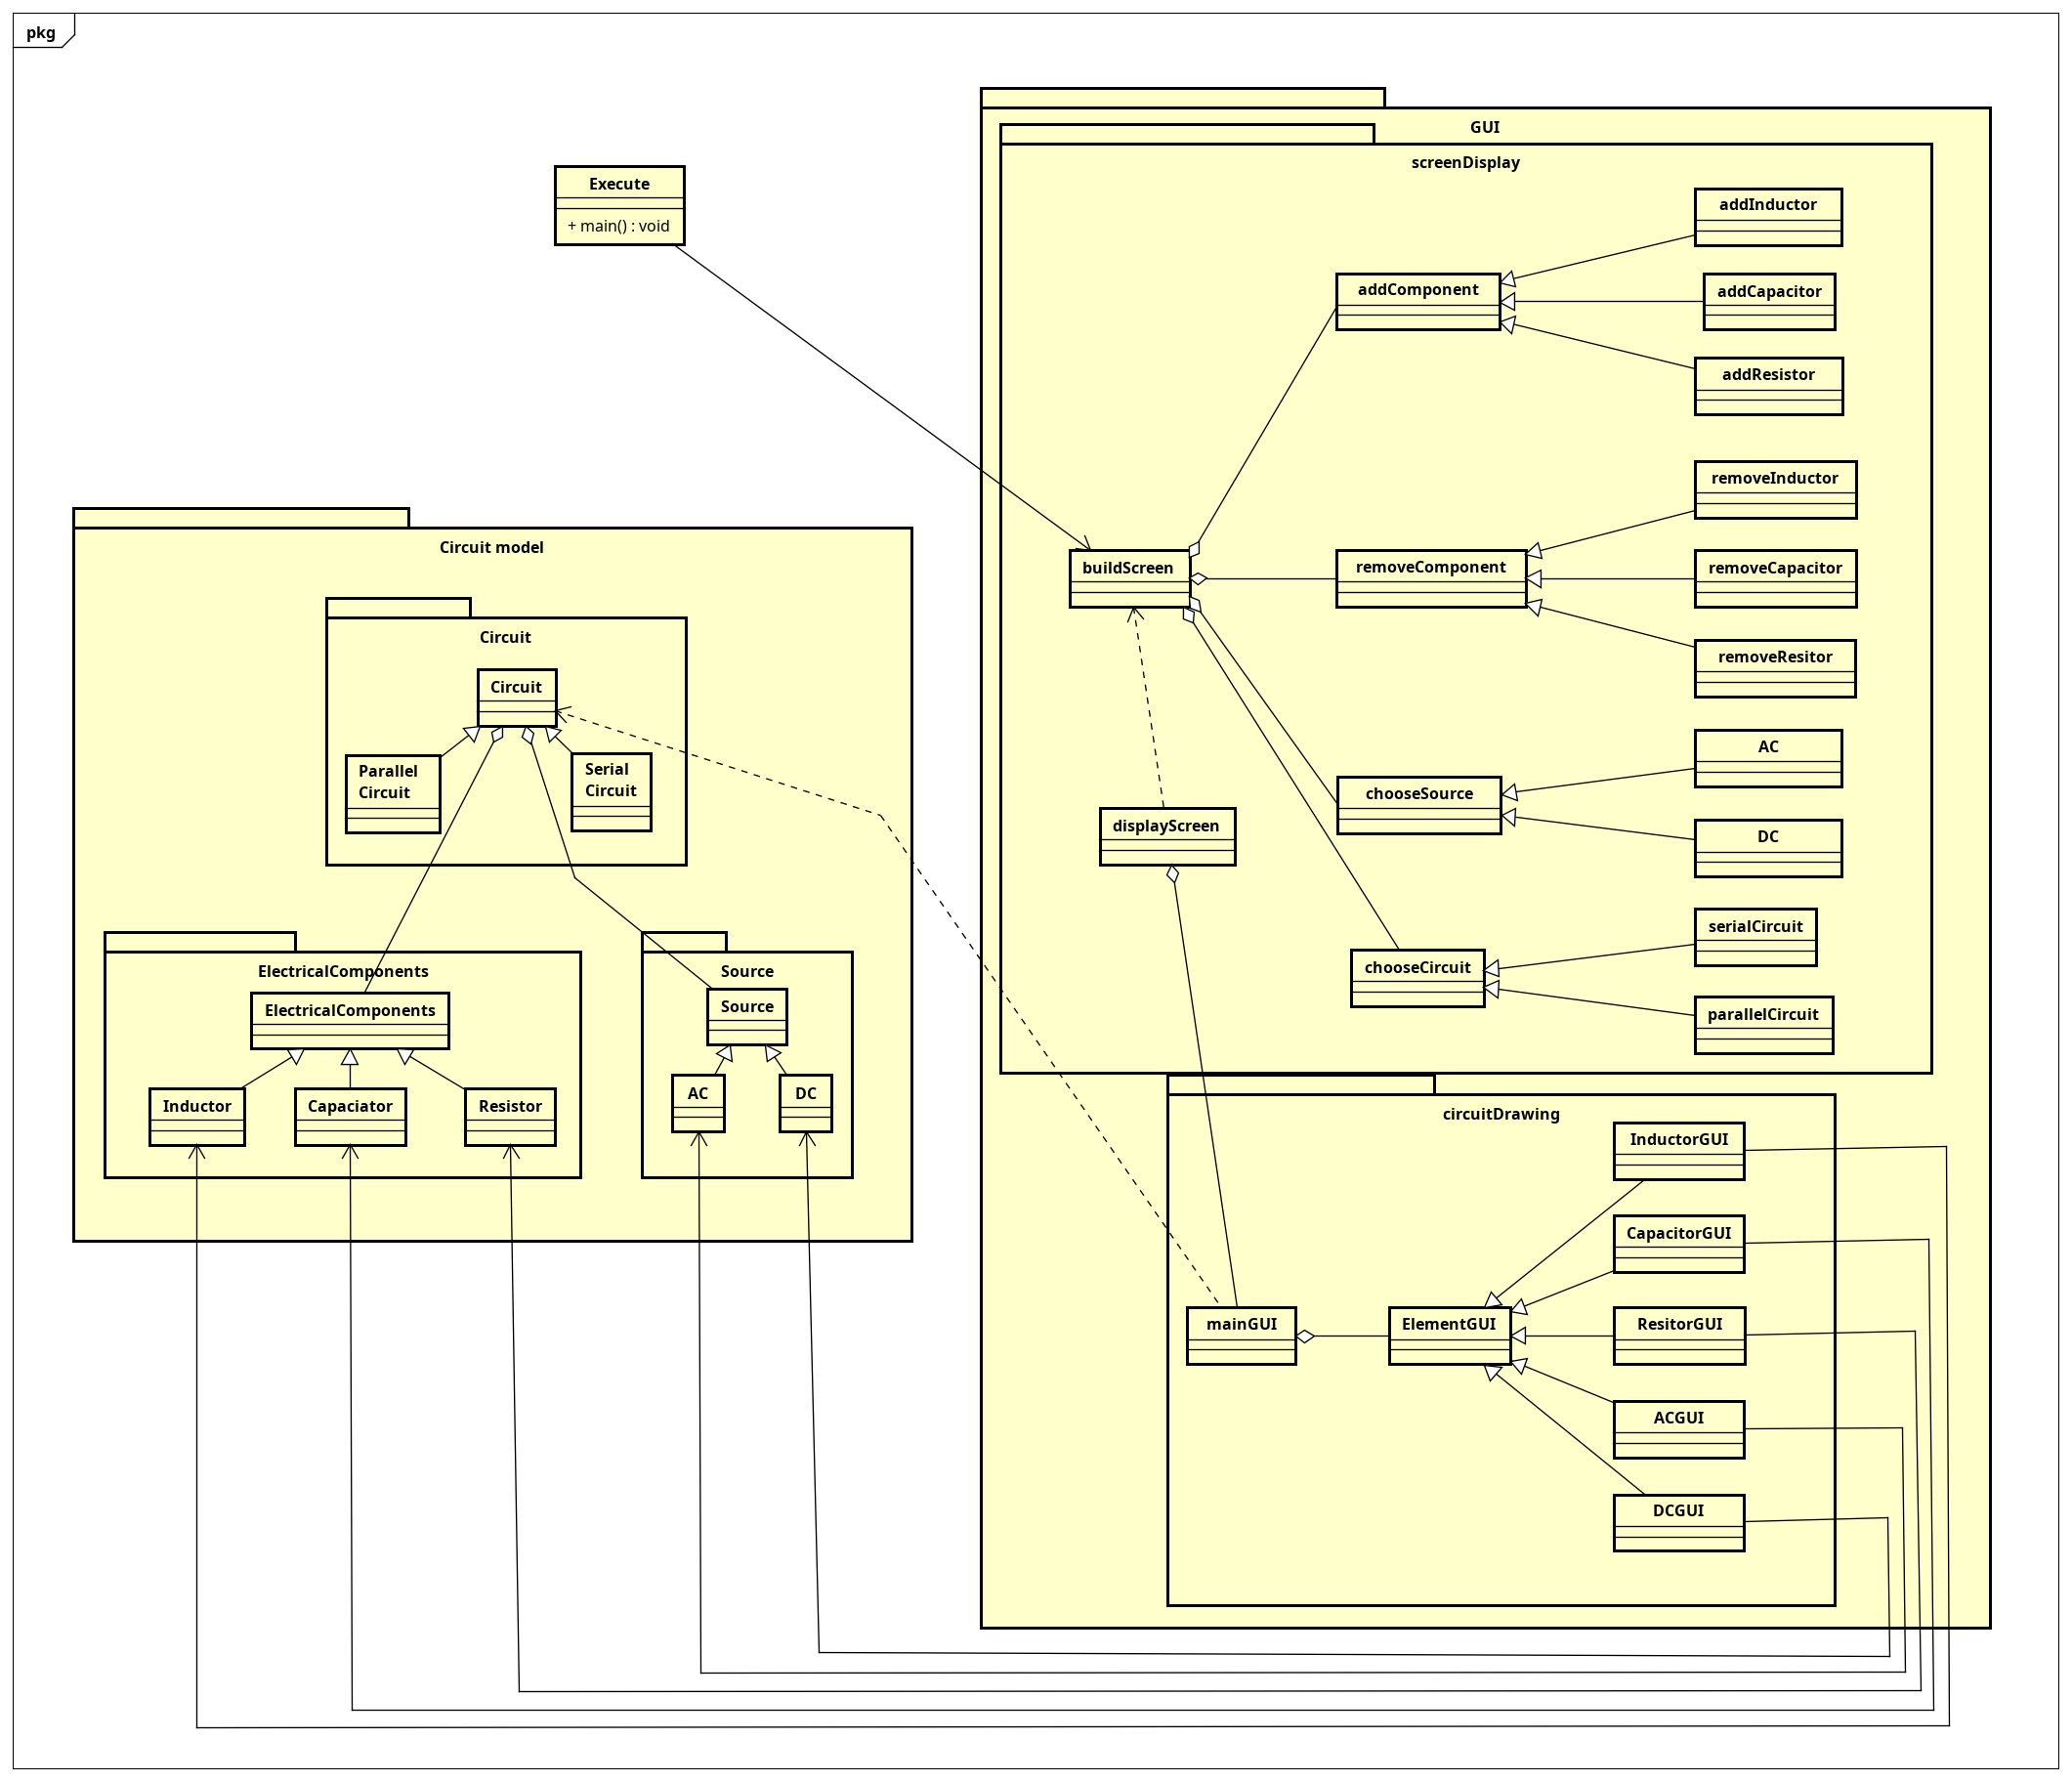 pkg
GUI
screenDisplay
Execute
+ main() : void
addInductor
addComponent
addCapacitor
addResistor
removeInductor
buildScreen
removeComponent
removeCapacitor
removeResitor
AC
chooseSource
displayScreen
DC
serialCircuit
chooseCircuit
parallelCircuit
Circuit model
Circuit
Circuit
Parallel
Circuit
Serial
Circuit
ElectricalComponents
ElectricalComponents
Inductor
Capaciator
Resistor
Source
Source
AC
DC
circuitDrawing
InductorGUI
CapacitorGUI
mainGUI
ElementGUI
ResitorGUI
ACGUI
DCGUI